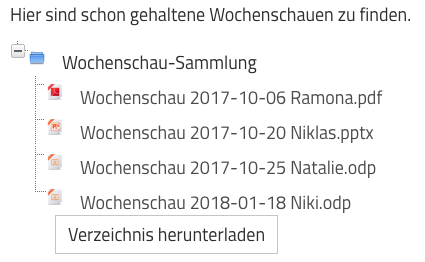 Hier sind schon gehaltene Wochenschauen zu finden.
Wochenschau-Sammlung
Wochenschau 2017-10-06 Ramona.pdf
Wochenschau 2017-10-20 Niklas.pptx
Wochenschau 2017-10-25 Natalie.odp
Wochenschau 2018-01-18 Niki.odp
Verzeichnis herunterladen